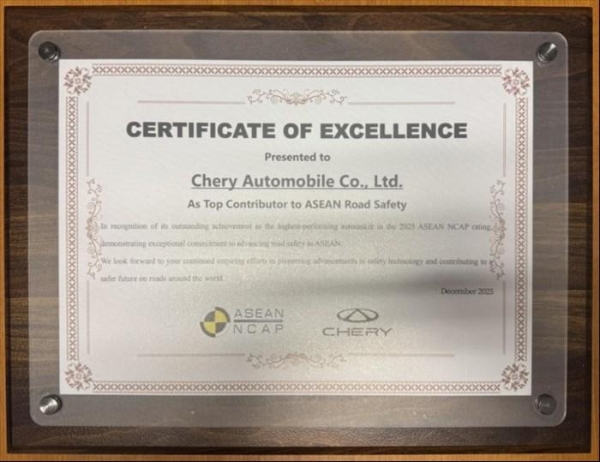 CERTIFICATE OF EXCELLENCE
Presented to
Chery Automobile Co., Ltd.
As Top Contributor to ASEAN Road Safety
In recognition of its outstanding achievement as the highest-performing automaker in the 2025 ASEAN NCAP rating,
demonstrating exceptional commitment to advancing road safety in ASEAN.
We look forward to your continued inspiring efforts in pioneering advancements in safety technology and contributing to a
safer future on roads around the world.
December 2025
ASEAN
NCAP
CHERY